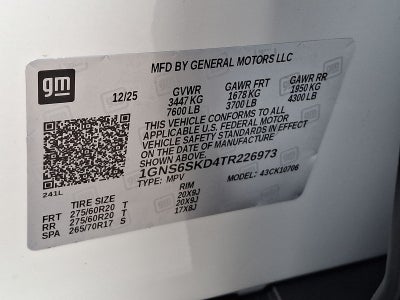 gm
MFD BY GENERAL MOTORS LLC
12/25 GVWR GAWR FRT GAWR RR
3447 KG 1678 KG 1950 KG
7600 LB 3700 LB 4300 LB
THIS VEHICLE CONFORMS TO ALL
APPLICABLE U.S. FEDERAL MOTOR
VEHICLE SAFETY STANDARDS IN EFFECT
ON THE DATE OF MANUFACTURE
SHOWN ABOVE.
1GNS6SKD4TR226973
TYPE: MPV MODEL: 43CK10706
241L
TIRE SIZE RIM
FRT 275/60R20 T 20X9J
RR 275/60R20 T 20X9J
SPA 265/70R17 S 17X8J